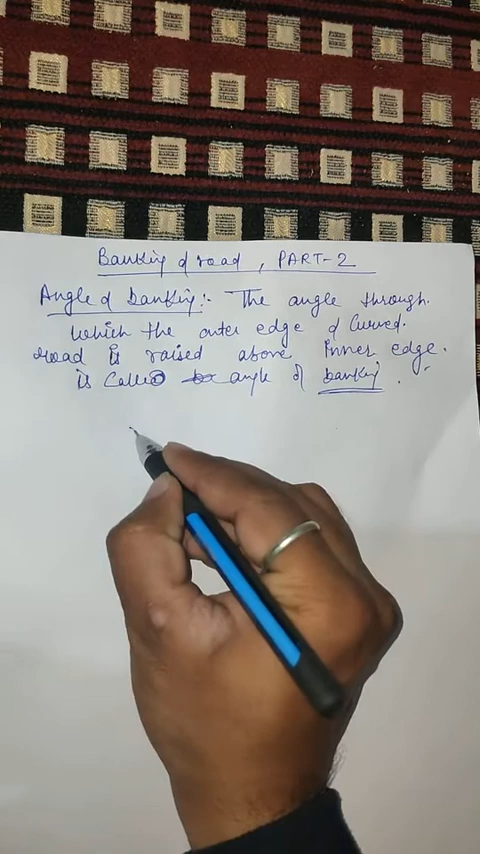 Banking of road, PART-2
Angle of banking:- The angle through
which the outer edge of Curved
road is raised above inner edge.
is Called angle of banking.